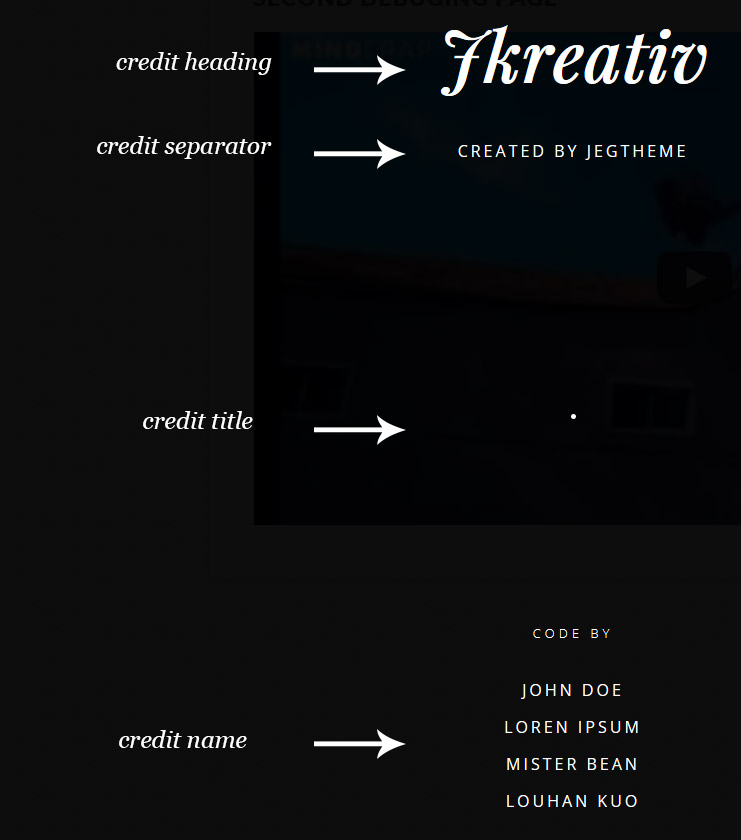 SECOND DEBUGING PAGE
credit heading
Jkreativ
credit separator
CREATED BY JEGTHEME
credit title
CODE BY
JOHN DOE
LOREN IPSUM
credit name
MISTER BEAN
LOUHAN KUO